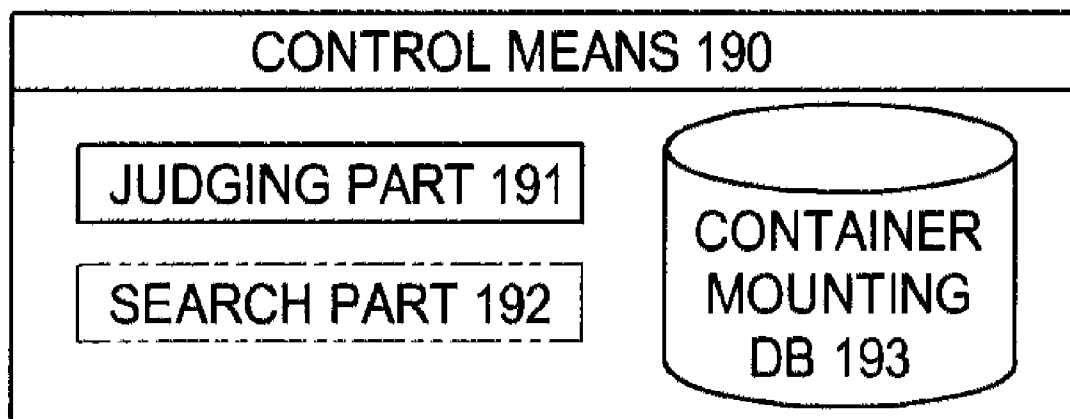 CONTROL MEANS 190
JUDGING PART 191
SEARCH PART 192
CONTAINER
MOUNTING
DB 193